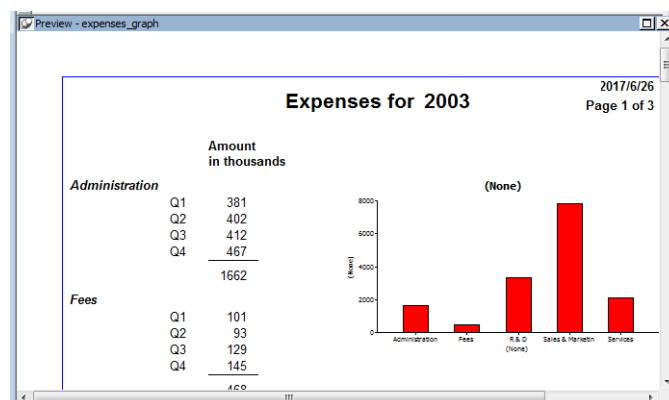 Preview - expenses_graph
2017/6/26
Expenses for 2003
Page 1 of 3
Amount
in thousands
Administration
Q1 381
Q2 402
Q3 412
Q4 467
1662
Fees
Q1 101
Q2 93
Q3 129
Q4 145
468
(None)
8000
6000
4000
2000
0
(None)
Administration Fees R & D Sales & Marketin Services
(None)